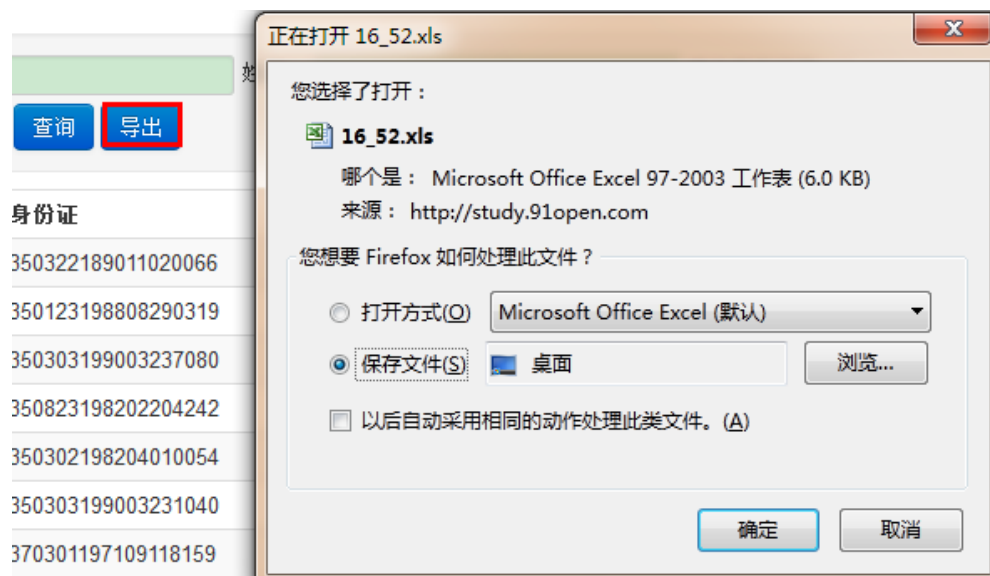 正在打开 16_52.xls
您选择了打开：
查询 导出
16_52.xls
哪个是： Microsoft Office Excel 97-2003 工作表 (6.0 KB)
来源： http://study.91open.com
身份证
350322189011020066
350123198808290319
350303199003237080
350823198202204242
350302198204010054
350303199003231040
370301197109118159
您想要 Firefox 如何处理此文件？
打开方式(O) Microsoft Office Excel (默认)
保存文件(S) 桌面 浏览...
以后自动采用相同的动作处理此类文件。(A)
确定 取消